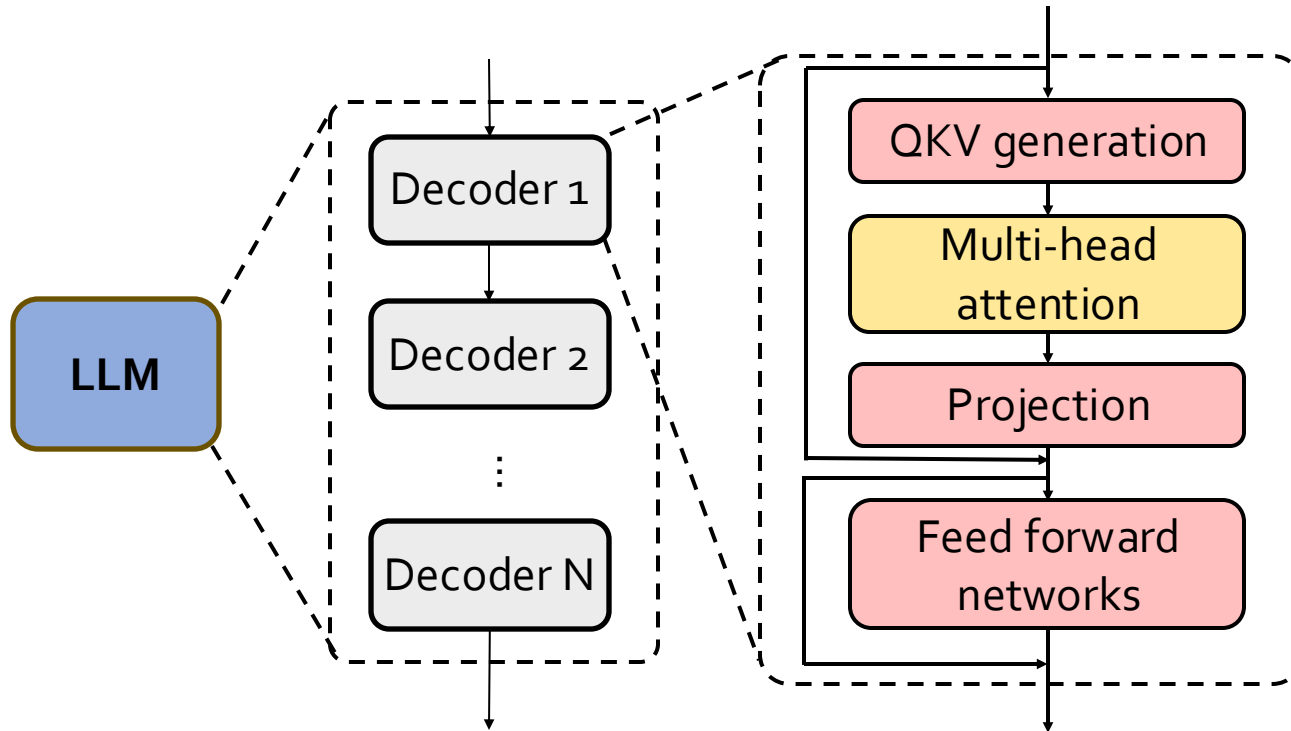 LLM
Decoder 1
Decoder 2
⋮
Decoder N
QKV generation
Multi-head
attention
Projection
Feed forward
networks